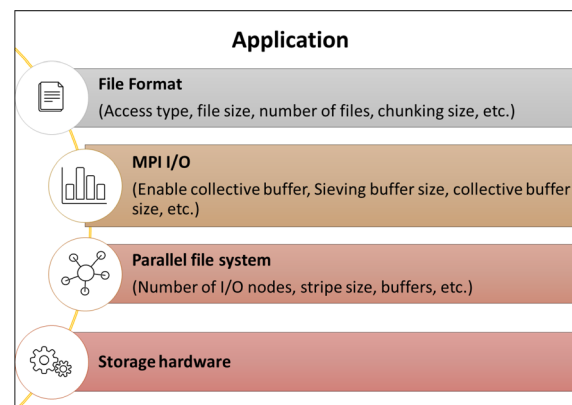 Application
File Format
(Access type, file size, number of files, chunking size, etc.)
MPI I/O
(Enable collective buffer, Sieving buffer size, collective buffer
size, etc.)
Parallel file system
(Number of I/O nodes, stripe size, buffers, etc.)
Storage hardware